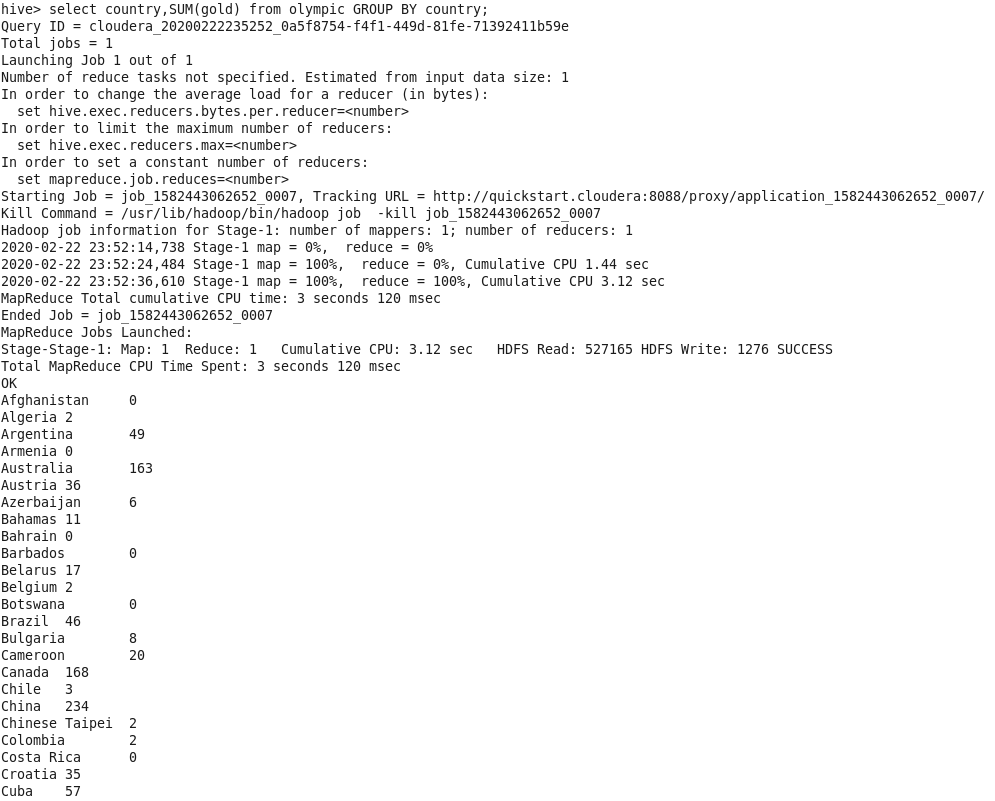 hive> select country,SUM(gold) from olympic GROUP BY country;
Query ID = cloudera_20200222235252_0a5f8754-f4f1-449d-81fe-71392411b59e
Total jobs = 1
Launching Job 1 out of 1
Number of reduce tasks not specified. Estimated from input data size: 1
In order to change the average load for a reducer (in bytes):
  set hive.exec.reducers.bytes.per.reducer=<number>
In order to limit the maximum number of reducers:
  set hive.exec.reducers.max=<number>
In order to set a constant number of reducers:
  set mapreduce.job.reduces=<number>
Starting Job = job_1582443062652_0007, Tracking URL = http://quickstart.cloudera:8088/proxy/application_1582443062652_0007/
Kill Command = /usr/lib/hadoop/bin/hadoop job  -kill job_1582443062652_0007
Hadoop job information for Stage-1: number of mappers: 1; number of reducers: 1
2020-02-22 23:52:14,738 Stage-1 map = 0%,  reduce = 0%
2020-02-22 23:52:24,484 Stage-1 map = 100%,  reduce = 0%, Cumulative CPU 1.44 sec
2020-02-22 23:52:36,610 Stage-1 map = 100%,  reduce = 100%, Cumulative CPU 3.12 sec
MapReduce Total cumulative CPU time: 3 seconds 120 msec
Ended Job = job_1582443062652_0007
MapReduce Jobs Launched:
Stage-Stage-1: Map: 1  Reduce: 1   Cumulative CPU: 3.12 sec   HDFS Read: 527165 HDFS Write: 1276 SUCCESS
Total MapReduce CPU Time Spent: 3 seconds 120 msec
OK
Afghanistan     0
Algeria 2
Argentina       49
Armenia 0
Australia       163
Austria 36
Azerbaijan      6
Bahamas 11
Bahrain 0
Barbados        0
Belarus 17
Belgium 2
Botswana        0
Brazil  46
Bulgaria        8
Cameroon        20
Canada  168
Chile   3
China   234
Chinese Taipei  2
Colombia        2
Costa Rica      0
Croatia 35
Cuba    57